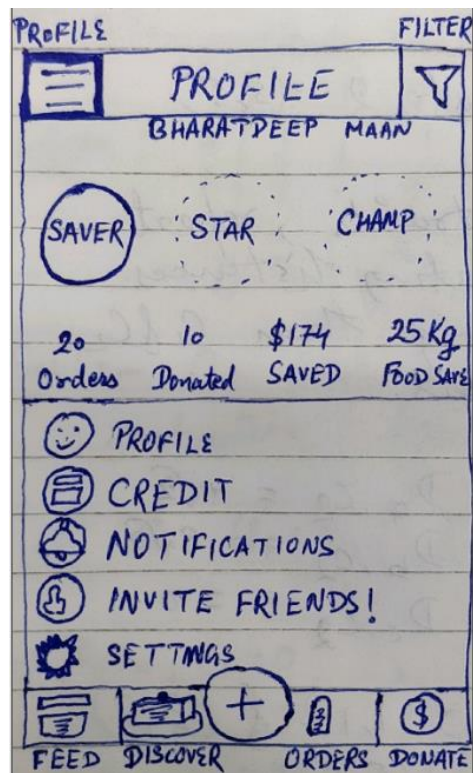 PROFILE FILTER
PROFILE
BHARATDEEP MAAN
SAVER STAR CHAMP
20 10 $174 25 Kg
Orders Donated SAVED FOOD SAVE
PROFILE
CREDIT
NOTIFICATIONS
INVITE FRIENDS!
SETTINGS
+ $
FEED DISCOVER ORDERS DONATE